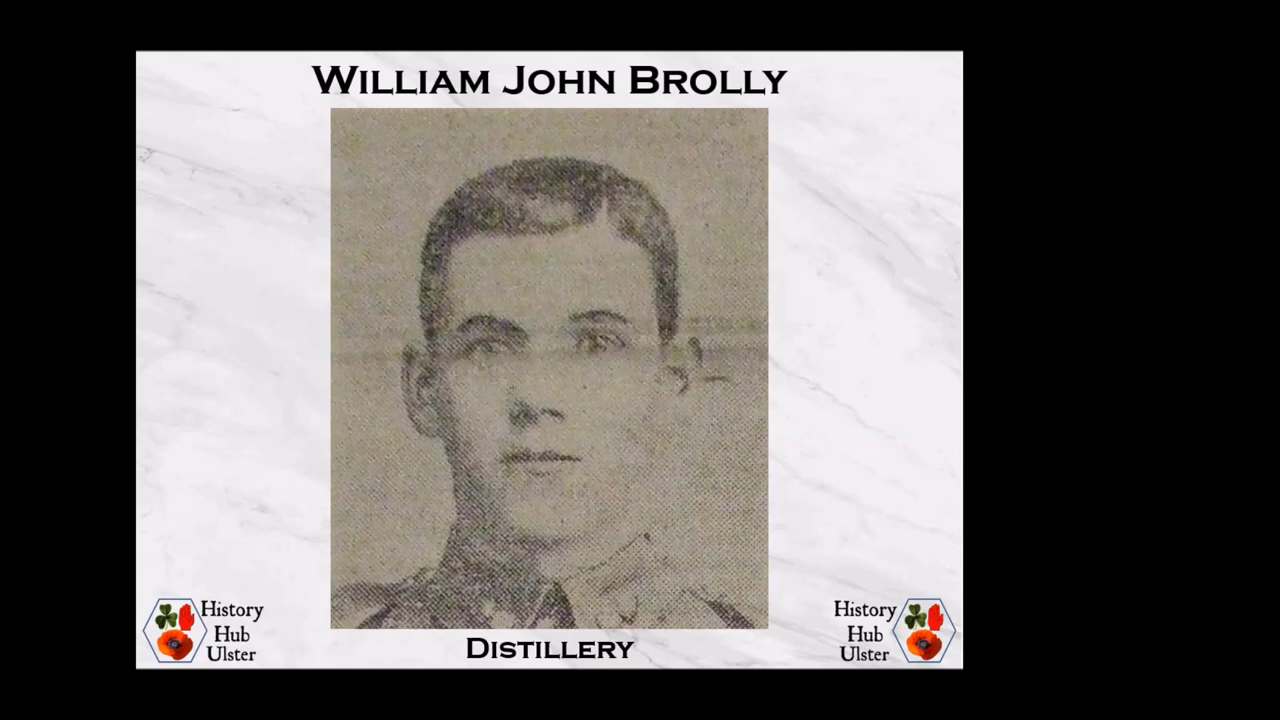 William John Brolly
History
Hub
Ulster
Distillery
History
Hub
Ulster